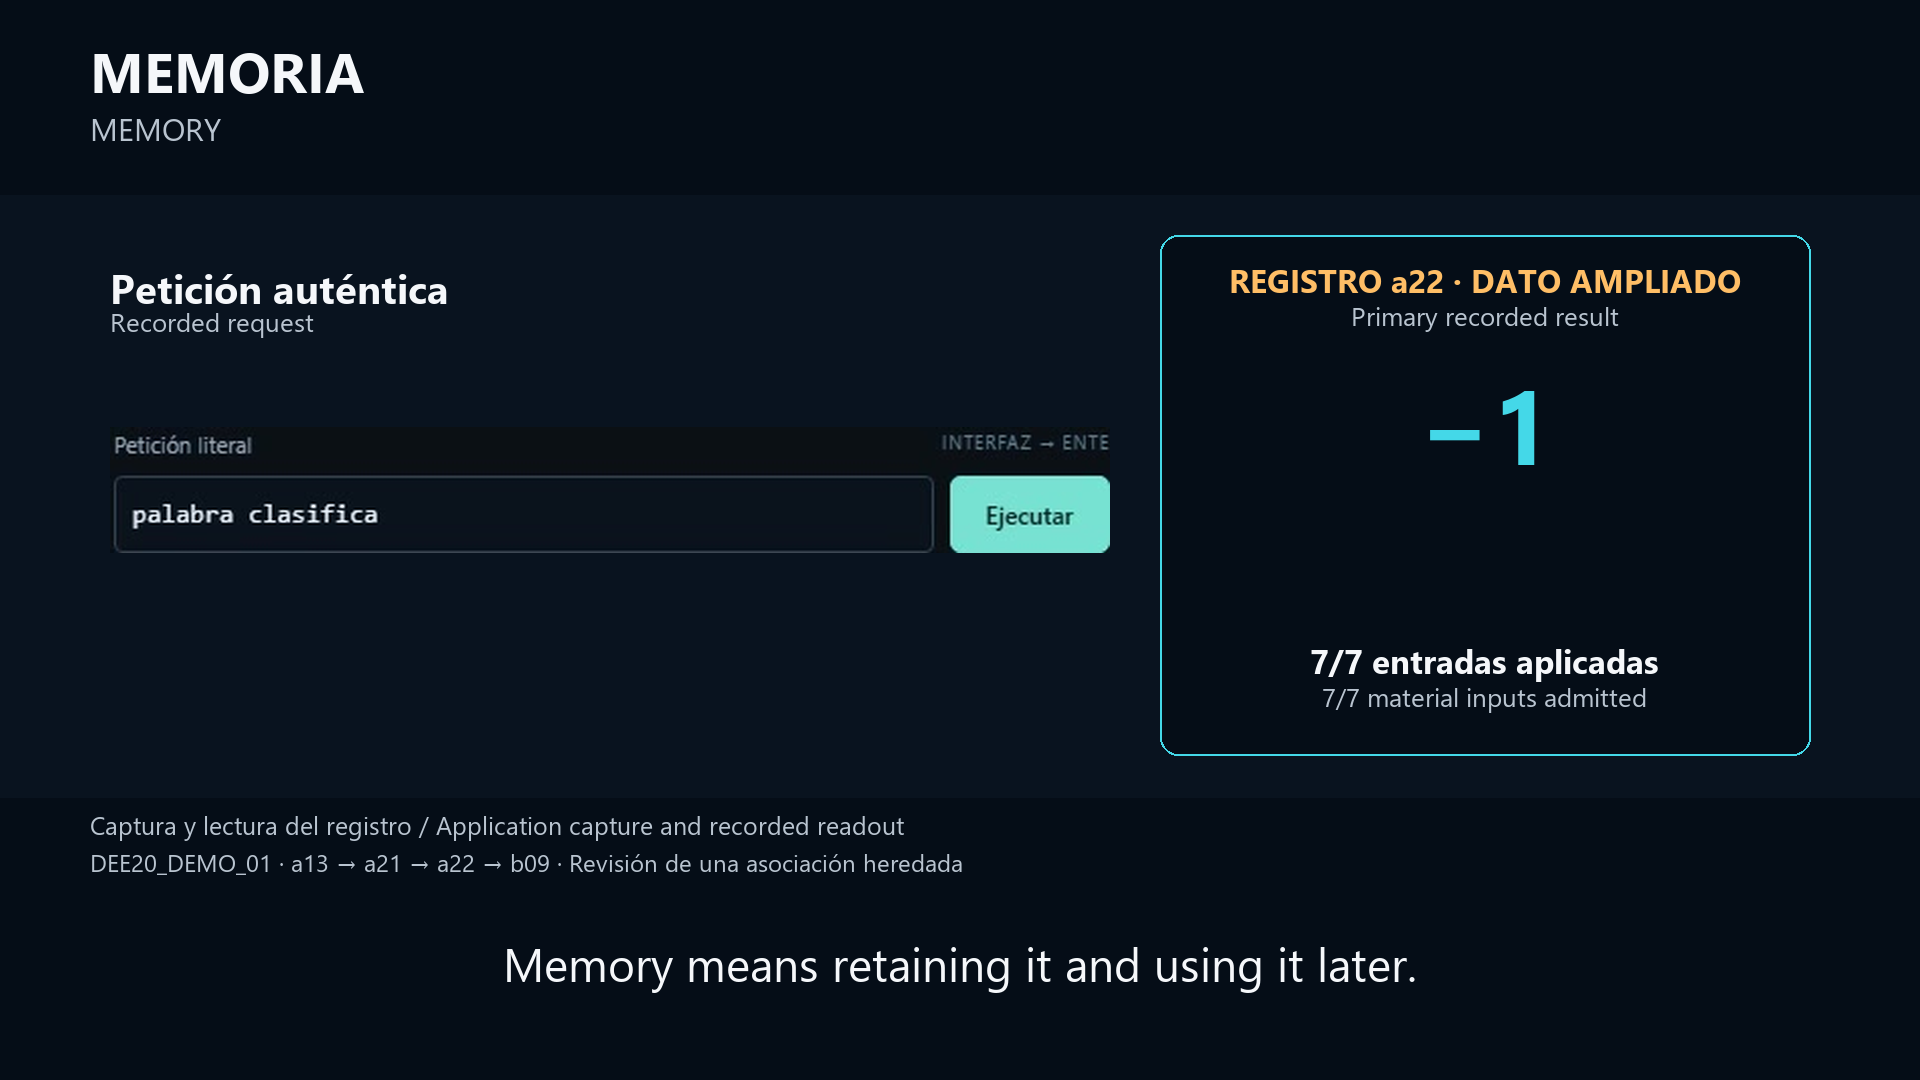 MEMORIA
MEMORY
Petición auténtica
Recorded request
Petición literal
INTERFAZ → ENTE
palabra clasifica
Ejecutar
REGISTRO a22 · DATO AMPLIADO
Primary recorded result
−1
7/7 entradas aplicadas
7/7 material inputs admitted
Captura y lectura del registro / Application capture and recorded readout
DEE20_DEMO_01 · a13 → a21 → a22 → b09 · Revisión de una asociación heredada
Memory means retaining it and using it later.